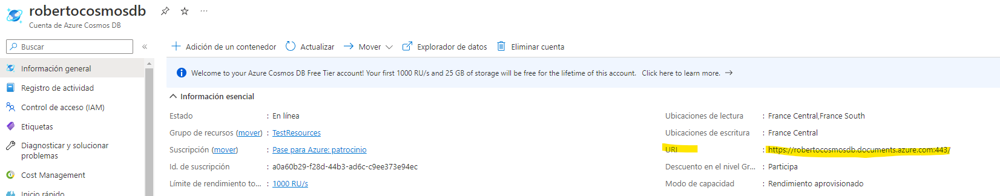 robertocosmosdb
Cuenta de Azure Cosmos DB
Buscar
Información general
Registro de actividad
Control de acceso (IAM)
Etiquetas
Diagnosticar y solucionar
problemas
Cost Management
Inicio rápido
Adición de un contenedor Actualizar Mover Explorador de datos Eliminar cuenta
Welcome to your Azure Cosmos DB Free Tier account! Your first 1000 RU/s and 25 GB of storage will be free for the lifetime of this account. Click here to learn more.
Información esencial
Estado : En línea
Grupo de recursos (mover) : TestResources
Suscripción (mover) : Pase para Azure: patrocinio
Id. de suscripción : a0a60b29-f28d-44b3-ad6c-c9ee373e94ec
Límite de rendimiento to... : 1000 RU/s
Ubicaciones de lectura : France Central,France South
Ubicaciones de escritura : France Central
URI : https://robertocosmosdb.documents.azure.com:443/
Descuento en el nivel Gr... : Participa
Modo de capacidad : Rendimiento aprovisionado